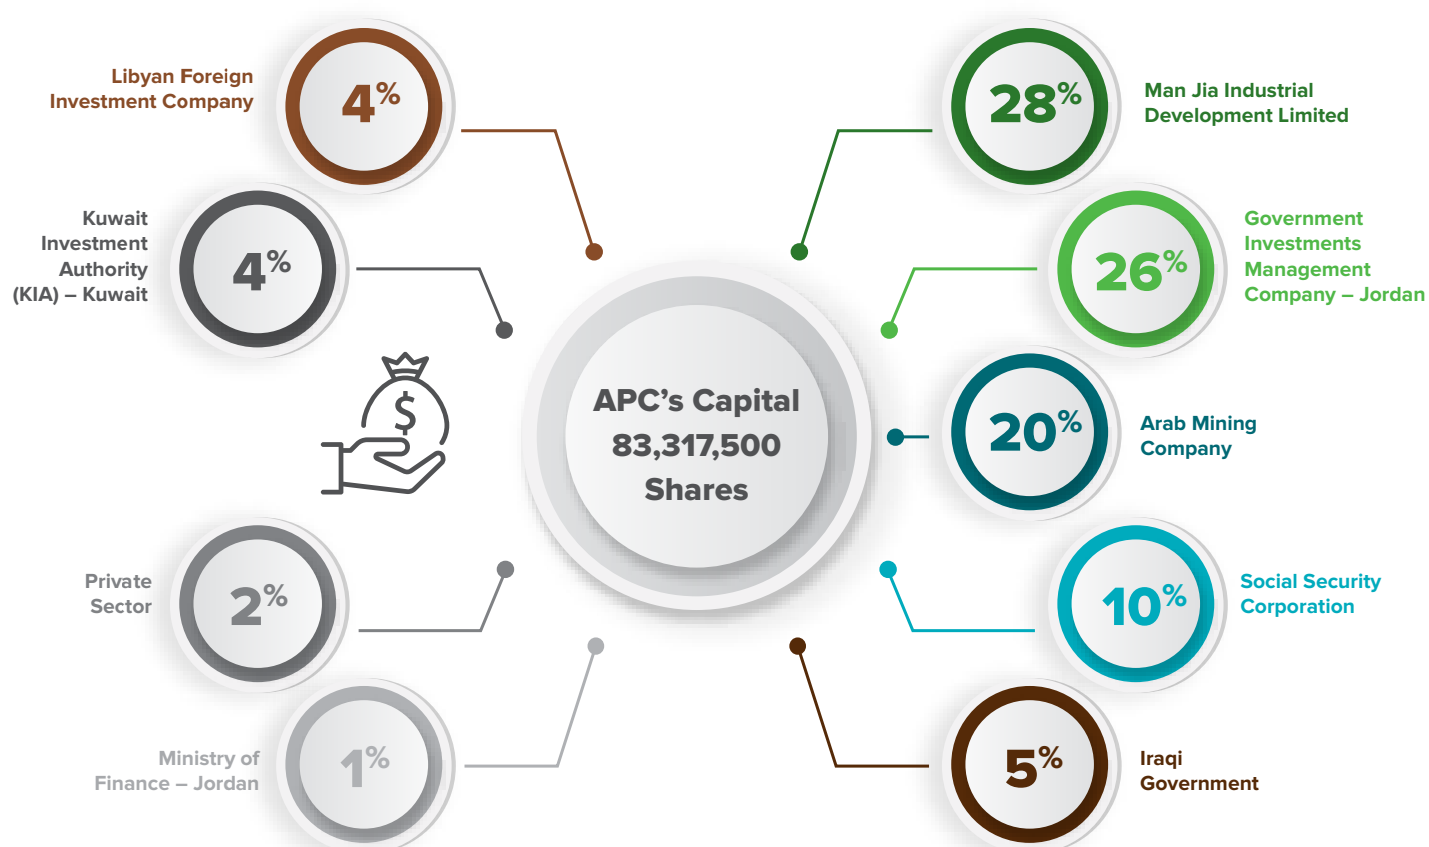 Libyan Foreign
Investment Company
4%
Kuwait
Investment
Authority
(KIA) – Kuwait
4%
$
Private
Sector
2%
Ministry of
Finance – Jordan
1%
APC’s Capital
83,317,500
Shares
28%
Man Jia Industrial
Development Limited
26%
Government
Investments
Management
Company – Jordan
20%
Arab Mining
Company
10%
Social Security
Corporation
5%
Iraqi
Government